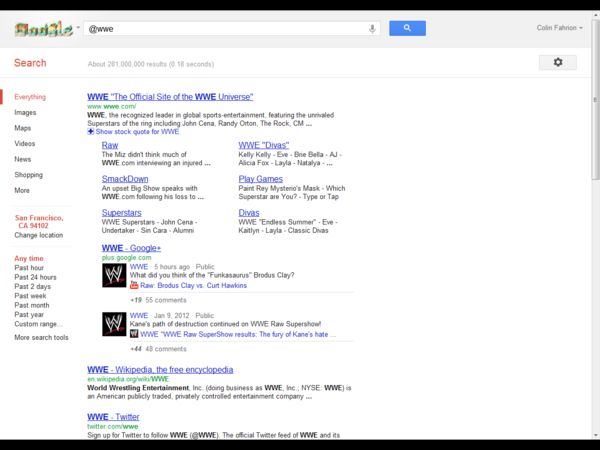 @wwe
Colin Fahrion
Search
About 281,000,000 results (0.18 seconds)
Everything
Images
Maps
Videos
News
Shopping
More
San Francisco,
CA 94102
Change location
Any time
Past hour
Past 24 hours
Past 2 days
Past week
Past month
Past year
Custom range...
More search tools
WWE "The Official Site of the WWE Universe"
www.wwe.com/
WWE, the recognized leader in global sports-entertainment, featuring the unrivaled
Superstars of the ring including John Cena, Randy Orton, The Rock, CM ...
Show stock quote for WWE
Raw
The Miz didn't think much of
WWE.com interviewing an injured ...
WWE "Divas"
Kelly Kelly - Eve - Brie Bella - AJ -
Alicia Fox - Layla - Natalya - ...
SmackDown
An upset Big Show speaks with
WWE.com following his loss to ...
Play Games
Paint Rey Mysterio's Mask - Which
Superstar are You? - Type or Tap
Superstars
WWE Superstars - John Cena -
Undertaker - Sin Cara - Alumni
Divas
WWE "Endless Summer" - Eve -
Kaitlyn - Layla - Classic Divas
WWE - Google+
plus.google.com
WWE - 5 hours ago - Public
What did you think of the "Funkasaurus" Brodus Clay?
Raw: Brodus Clay vs. Curt Hawkins
+19 55 comments
WWE - Jan 9, 2012 - Public
Kane's path of destruction continued on WWE Raw Supershow!
WWE "WWE Raw SuperShow results: The fury of Kane's hate ...
+44 48 comments
WWE - Wikipedia, the free encyclopedia
en.wikipedia.org/wiki/WWE
World Wrestling Entertainment, Inc. (doing business as WWE, Inc.; NYSE: WWE) is
an American publicly traded, privately controlled entertainment company ...
WWE - Twitter
twitter.com/wwe
Sign up for Twitter to follow WWE (@WWE). The official Twitter feed of WWE and its